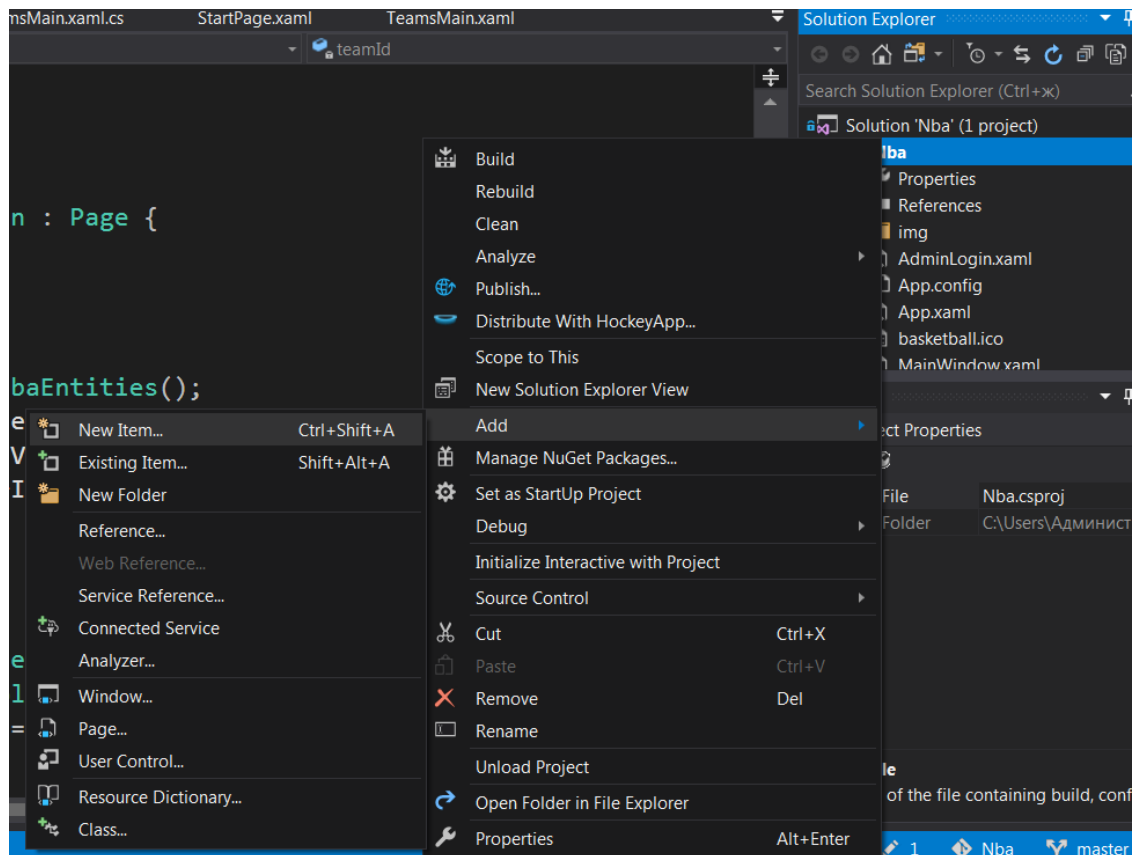 msMain.xaml.cs StartPage.xaml TeamsMain.xaml
teamId
n : Page {
baEntities();
e
V
I
e
l
=
Solution Explorer
Search Solution Explorer (Ctrl+ж)
Solution 'Nba' (1 project)
Nba
Properties
References
img
AdminLogin.xaml
App.config
App.xaml
basketball.ico
MainWindow.xaml
Build
Rebuild
Clean
Analyze
Publish...
Distribute With HockeyApp...
Scope to This
New Solution Explorer View
Add
Manage NuGet Packages...
Set as StartUp Project
Debug
Initialize Interactive with Project
Source Control
Cut Ctrl+X
Paste Ctrl+V
Remove Del
Rename
Unload Project
Open Folder in File Explorer
Properties Alt+Enter
New Item... Ctrl+Shift+A
Existing Item... Shift+Alt+A
New Folder
Reference...
Web Reference...
Service Reference...
Connected Service
Analyzer...
Window...
Page...
User Control...
Resource Dictionary...
Class...
ect Properties
File Nba.csproj
Folder C:\Users\Админист
le
of the file containing build, conf
1 Nba master